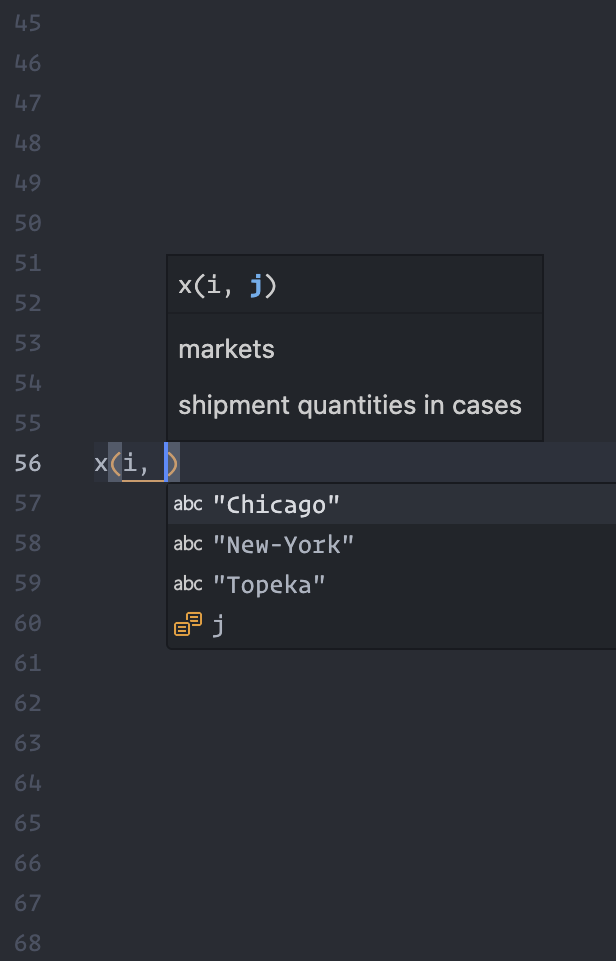 45
46
47
48
49
50
51
x(i, j)
52
53
markets
54
55
shipment quantities in cases
56 x(i, )
57 abc "Chicago"
58 abc "New-York"
59 abc "Topeka"
60 j
61
62
63
64
65
66
67
68